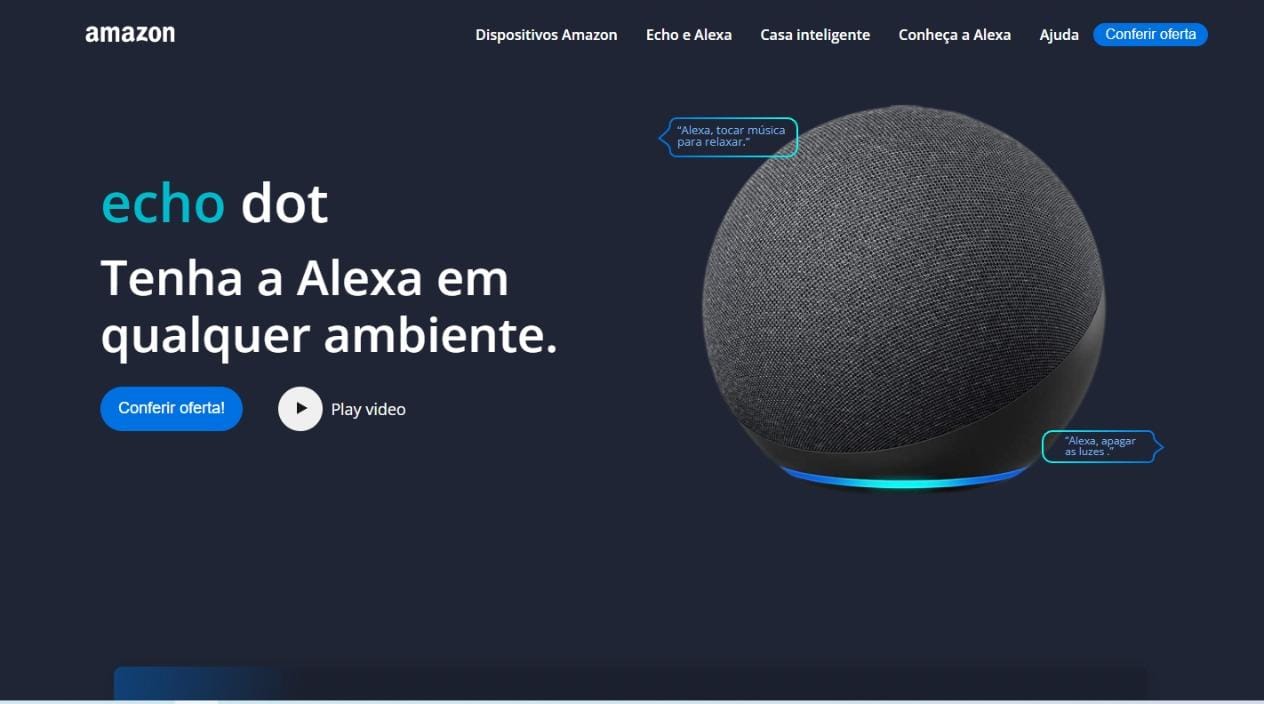 amazon
Dispositivos Amazon
Echo e Alexa
Casa inteligente
Conheça a Alexa
Ajuda
Conferir oferta
“Alexa, tocar música
para relaxar.”
echo dot
Tenha a Alexa em
qualquer ambiente.
Conferir oferta!
Play video
“Alexa, apagar
as luzes .”